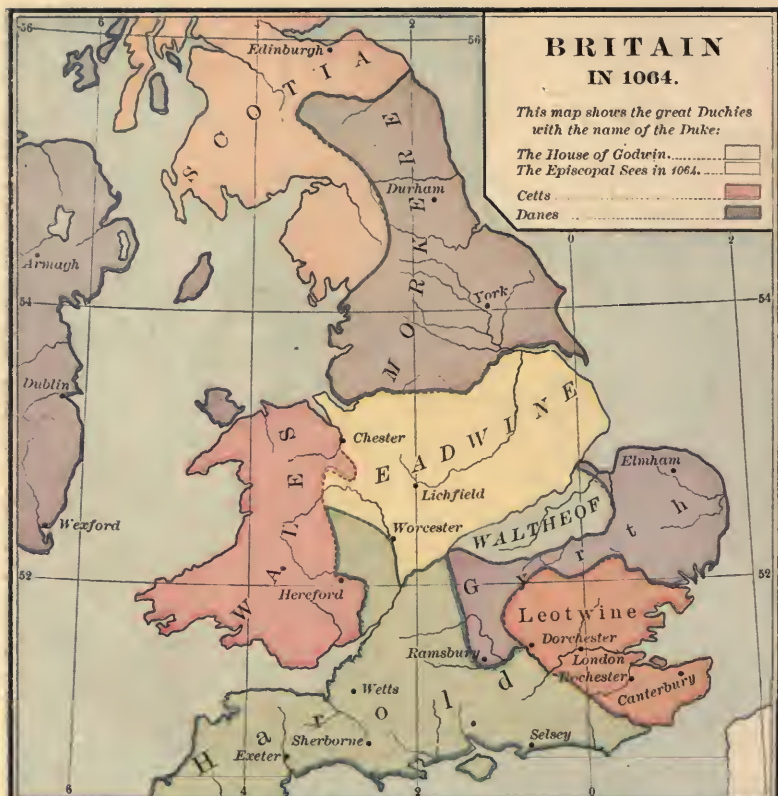 BRITAIN
IN 1064.
This map shows the great Duchies
with the name of the Duke:
The House of Godwin
The Episcopal Sees in 1064.
Celts
Danes
56
6
2
56
Edinburgh
SCOTIA
Durham
MORKERE
0
2
Armagh
York
54
54
Dublin
Chester
EADWINE
Elmham
Lichfield
WALES
Wexford
Worcester
WALTHEOF
Gyrth
52
52
Hereford
Leotwine
Dorchester
Ramsbury
London
Rochester
Canterbury
Wetts
Harold
Sherborne
Selsey
Exeter
6
4
2
0